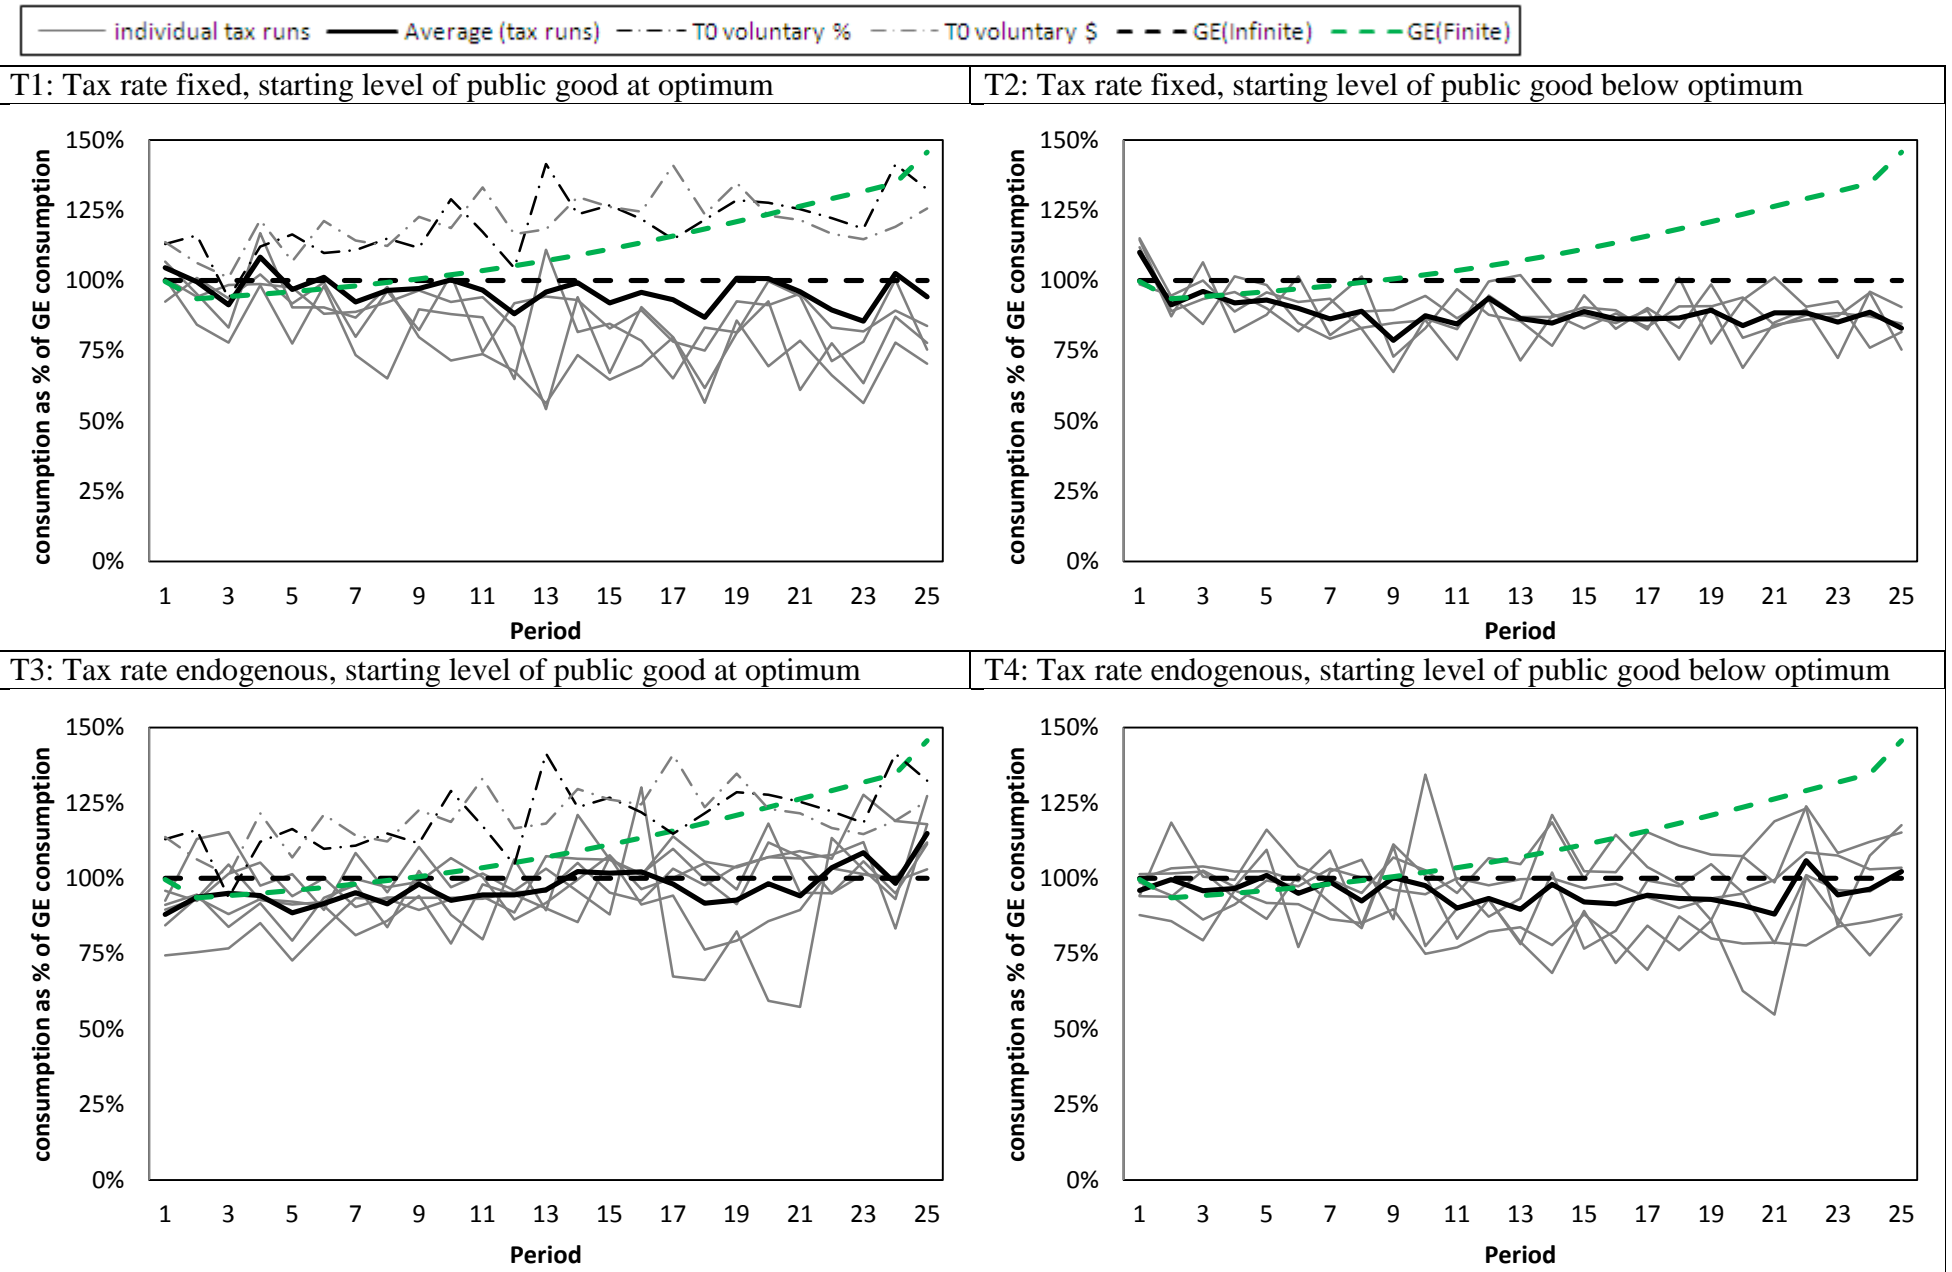 individual tax runs Average (tax runs) T0 voluntary % T0 voluntary $ GE(Infinite) GE(Finite)
T1: Tax rate fixed, starting level of public good at optimum
consumption as % of GE consumption
150%
125%
100%
75%
50%
25%
0%
1 3 5 7 9 11 13 15 17 19 21 23 25
Period
T2: Tax rate fixed, starting level of public good below optimum
consumption as % of GE consumption
150%
125%
100%
75%
50%
25%
0%
1 3 5 7 9 11 13 15 17 19 21 23 25
Period
T3: Tax rate endogenous, starting level of public good at optimum
consumption as % of GE consumption
150%
125%
100%
75%
50%
25%
0%
1 3 5 7 9 11 13 15 17 19 21 23 25
Period
T4: Tax rate endogenous, starting level of public good below optimum
consumption as % of GE consumption
150%
125%
100%
75%
50%
25%
0%
1 3 5 7 9 11 13 15 17 19 21 23 25
Period